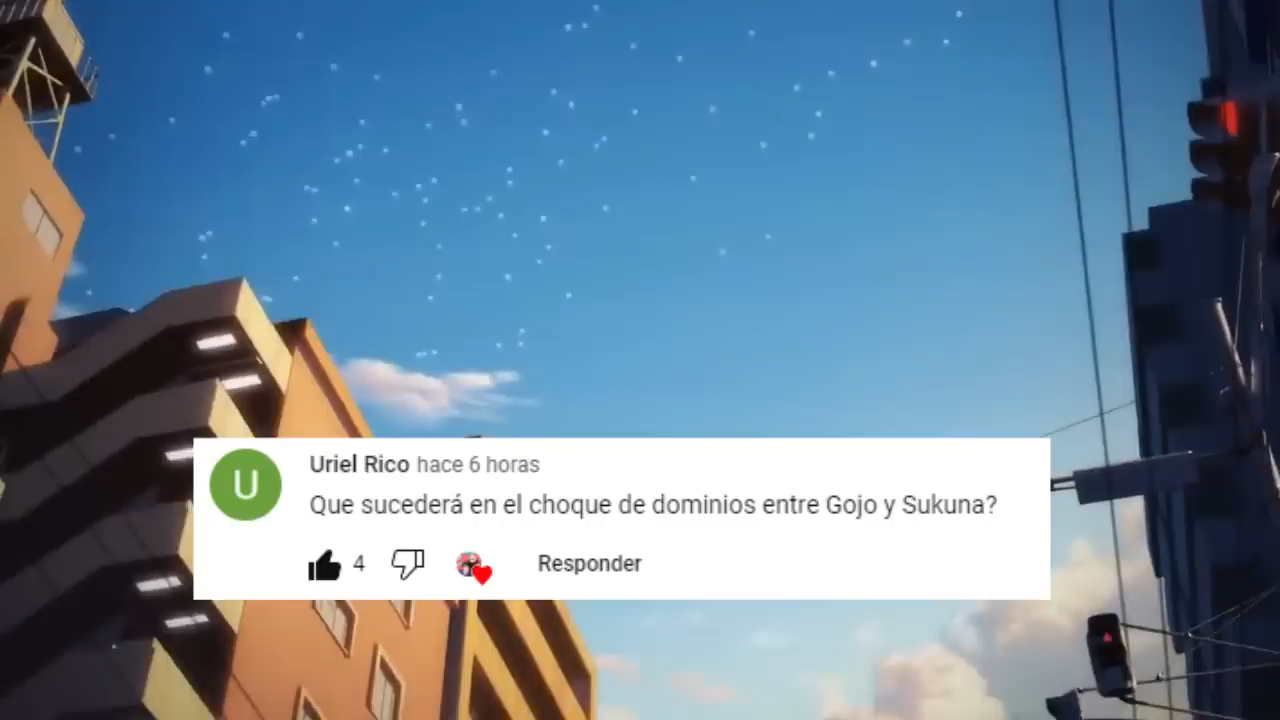 U
Uriel Rico hace 6 horas
Que sucederá en el choque de dominios entre Gojo y Sukuna?
4
Responder